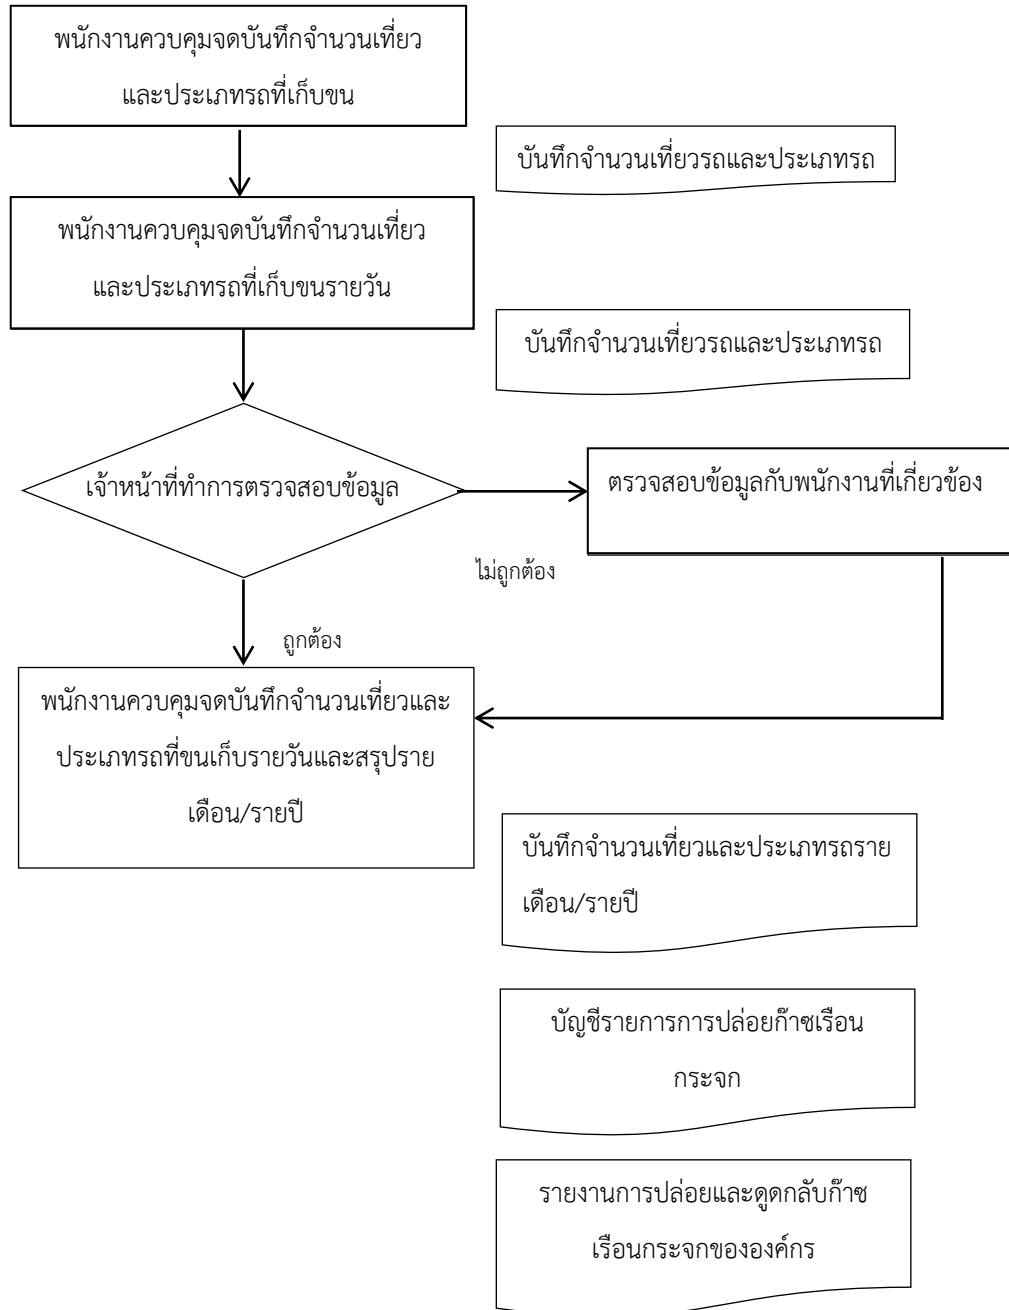 พนักงานควบคุมจดบันทึกจำนวนเที่ยว
และประเภทรถที่เก็บขน
บันทึกจำนวนเที่ยวรถและประเภทรถ
พนักงานควบคุมจดบันทึกจำนวนเที่ยว
และประเภทรถที่เก็บขนรายวัน
บันทึกจำนวนเที่ยวรถและประเภทรถ
เจ้าหน้าที่ทำการตรวจสอบข้อมูล
ตรวจสอบข้อมูลกับพนักงานที่เกี่ยวข้อง
ไม่ถูกต้อง
ถูกต้อง
พนักงานควบคุมจดบันทึกจำนวนเที่ยวและ
ประเภทรถที่ขนเก็บรายวันและสรุปราย
เดือน/รายปี
บันทึกจำนวนเที่ยวและประเภทรถราย
เดือน/รายปี
บัญชีรายการการปล่อยก๊าซเรือน
กระจก
รายงานการปล่อยและดูดกลับก๊าซ
เรือนกระจกขององค์กร